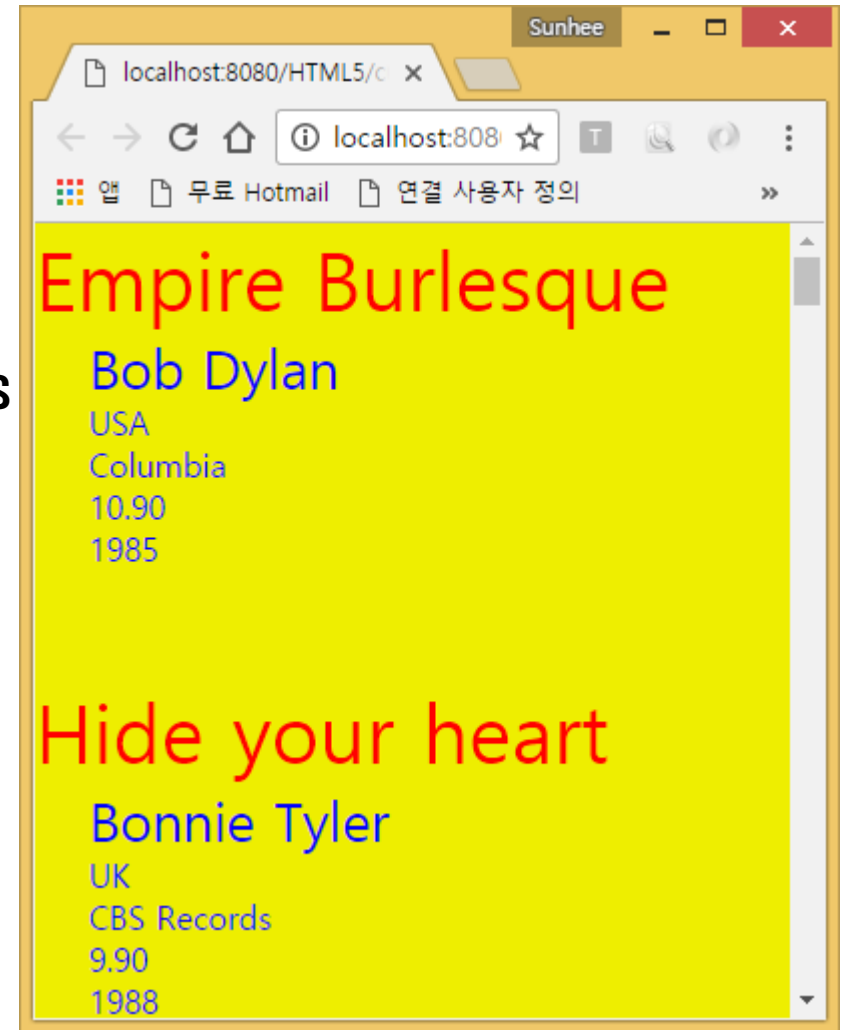 Sunhee
localhost:8080/HTML5/c
localhost:808
T
앱 무료 Hotmail 연결 사용자 정의 »
Empire Burlesque
Bob Dylan
s
USA
Columbia
10.90
1985
Hide your heart
Bonnie Tyler
UK
CBS Records
9.90
1988